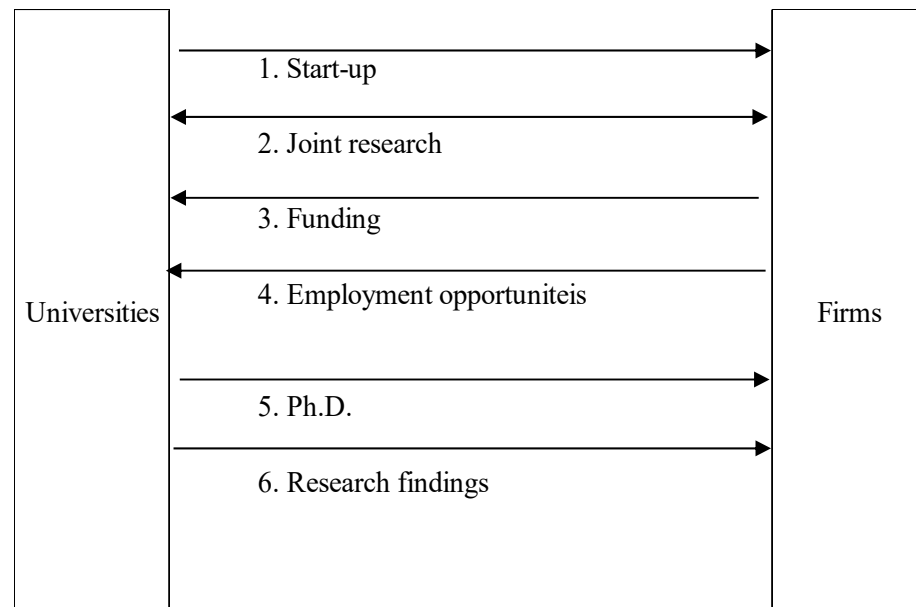 1. Start-up
2. Joint research
3. Funding
4. Employment opportuniteis
Universities
Firms
5. Ph.D.
6. Research findings